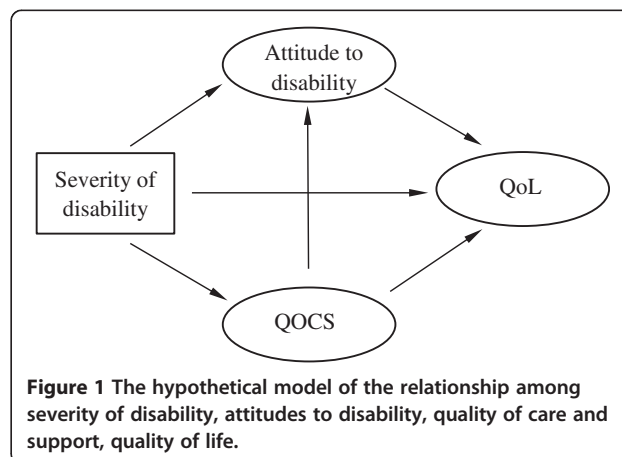 Attitude to
disability
Severity of
disability
QoL
QOCS
Figure 1 The hypothetical model of the relationship among
severity of disability, attitudes to disability, quality of care and
support, quality of life.